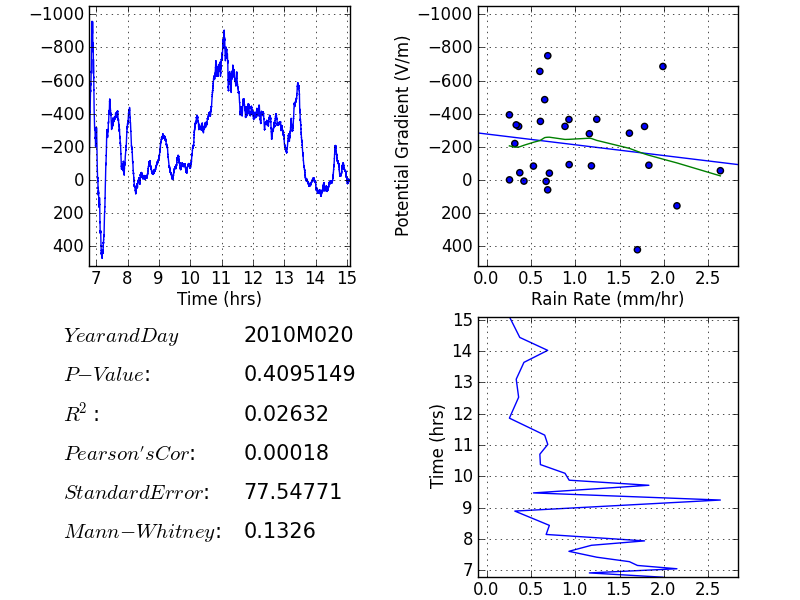 −1000
−800
−600
−400
−200
0
200
400
7 8 9 10 11 12 13 14 15
Time (hrs)
Potential Gradient (V/m)
−1000
−800
−600
−400
−200
0
200
400
0.0 0.5 1.0 1.5 2.0 2.5
Rain Rate (mm/hr)
YearandDay 2010M020
P−Value: 0.4095149
R²: 0.02632
Pearson'sCor: 0.00018
StandardError: 77.54771
Mann−Whitney: 0.1326
Time (hrs)
15
14
13
12
11
10
9
8
7
0.0 0.5 1.0 1.5 2.0 2.5